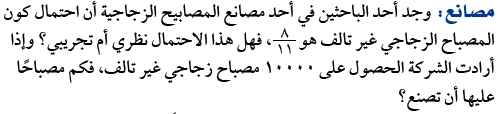 مصانع: وجد أحد الباحثين في أحد مصانع المصابيح الزجاجية أن احتمال كون
المصباح الزجاجي غير تالف هو ٨/١١، فهل هذا الاحتمال نظري أم تجريبي؟ وإذا
أرادت الشركة الحصول على ١٠٠٠٠ مصباح زجاجي غير تالف، فكم مصباحًا
عليها أن تصنع؟